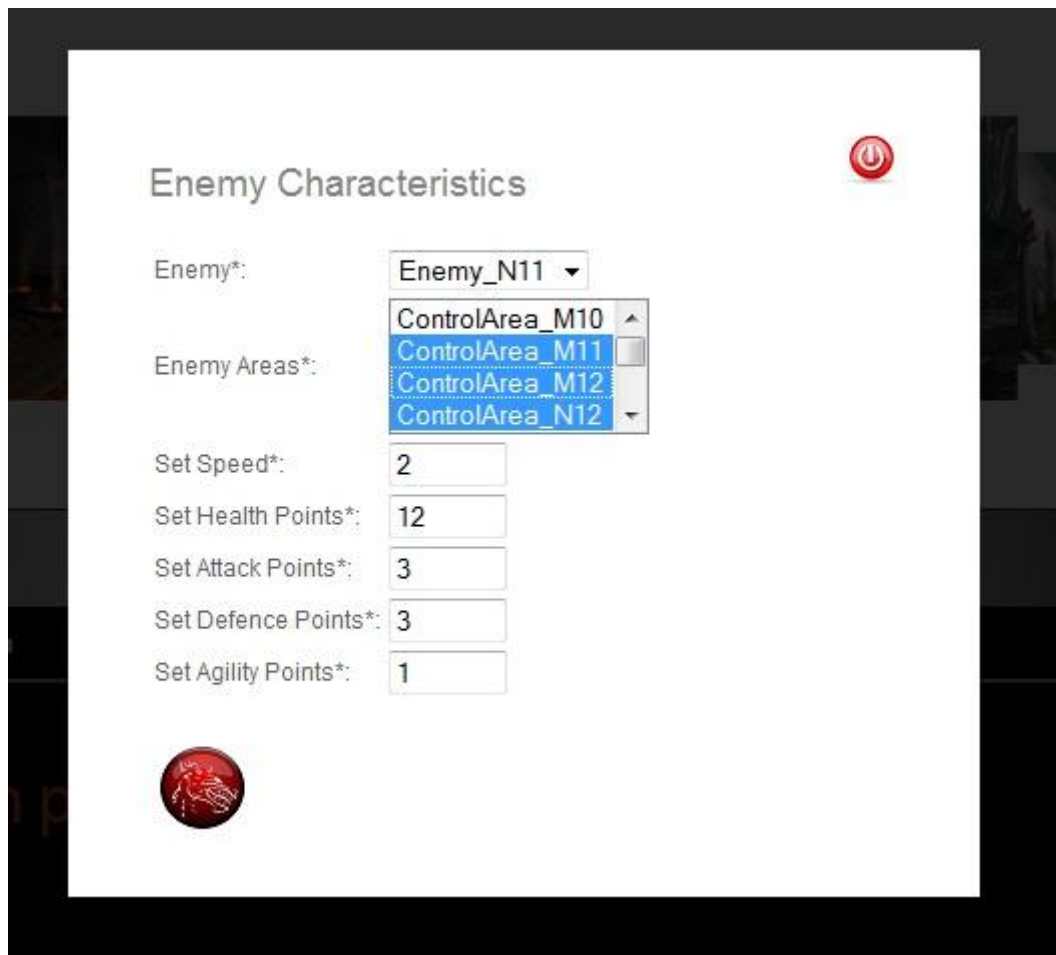 Enemy Characteristics
Enemy*: Enemy_N11
ControlArea_M10
Enemy Areas*: ControlArea_M11
ControlArea_M12
ControlArea_N12
Set Speed*: 2
Set Health Points*: 12
Set Attack Points*: 3
Set Defence Points*: 3
Set Agility Points*: 1